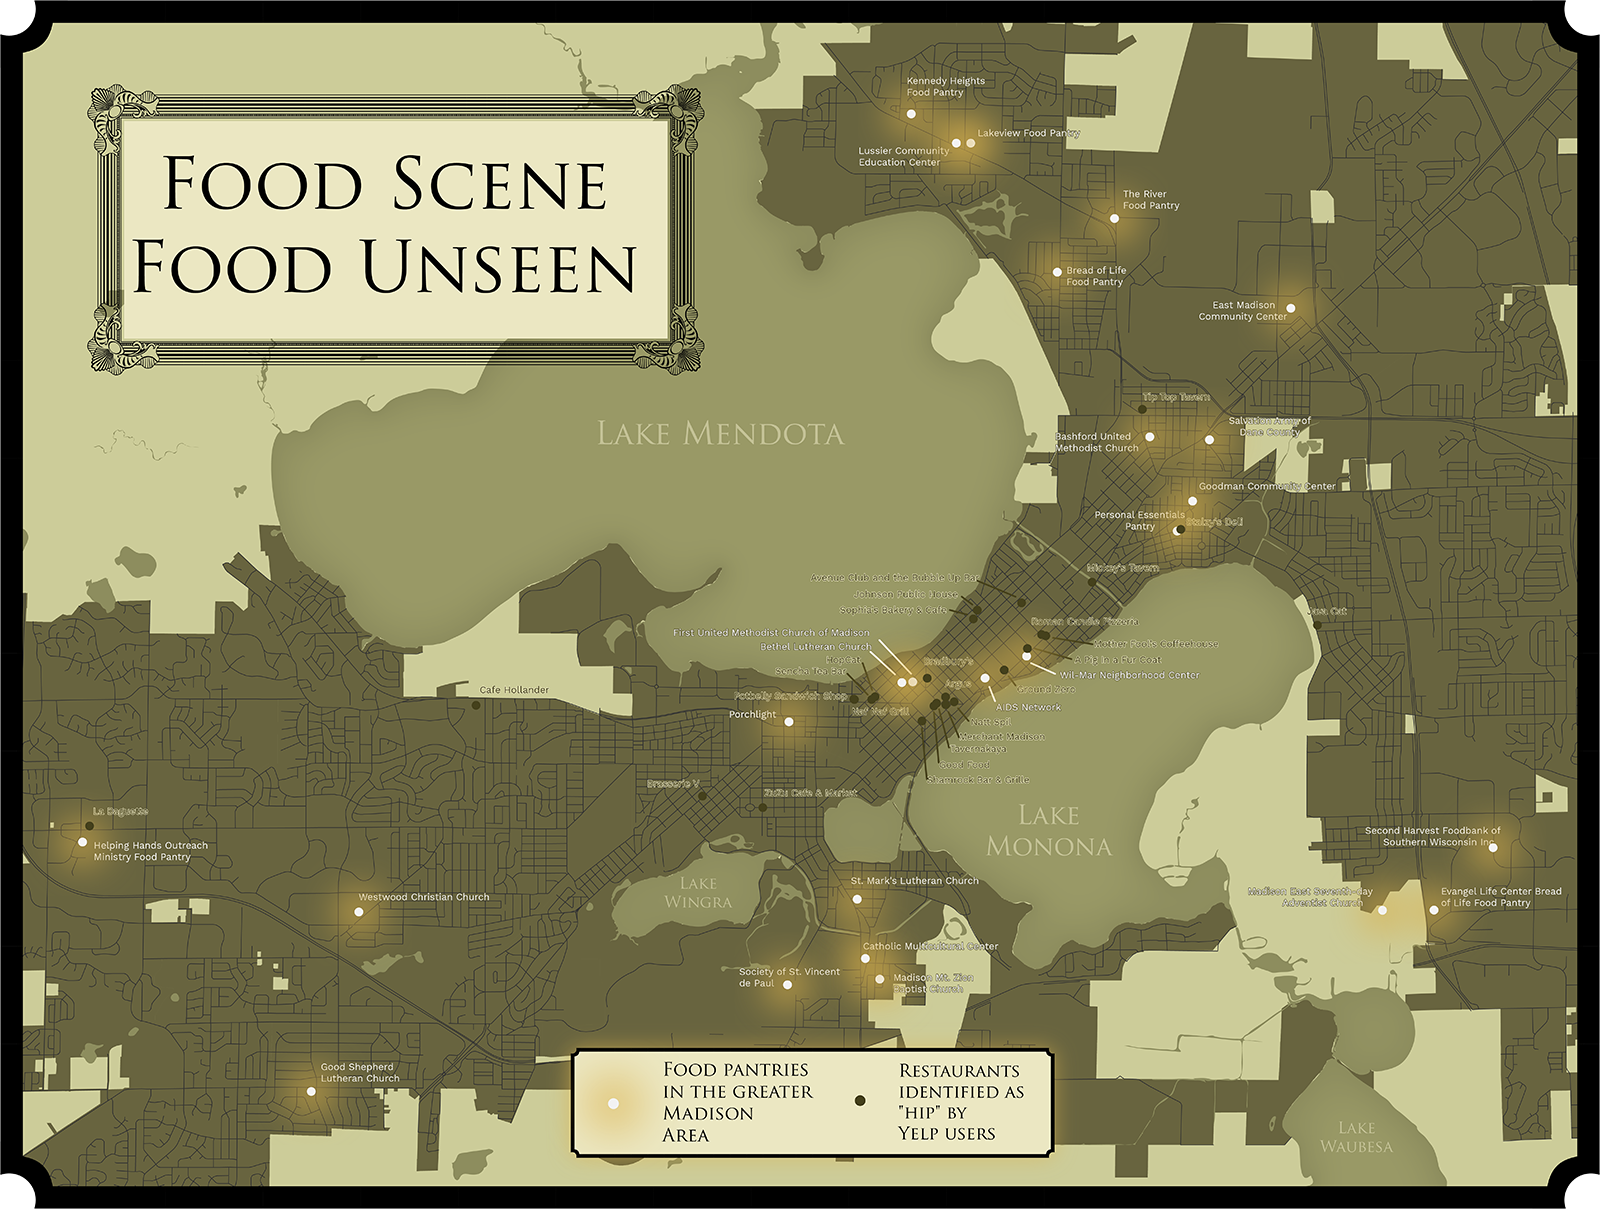 Food Scene
Food Unseen
Kennedy Heights
Food Pantry
Lakeview Food Pantry
Lussier Community
Education Center
The River
Food Pantry
Bread of Life
Food Pantry
East Madison
Community Center
Tip Top Tavern
Salvation Army of
Dane County
Bashford United
Methodist Church
Lake Mendota
Goodman Community Center
Personal Essentials
Pantry
Stalzy's Deli
Mickey's Tavern
Avenue Club and the Bubble Up Bar
Johnson Public House
Sophia's Bakery & Cafe
Java Cat
Roman Candle Pizzeria
First United Methodist Church of Madison
Mother Fool's Coffeehouse
Bethel Lutheran Church
HopCat
Bradbury's
A Pig in a Fur Coat
Sencha Tea Bar
Wil-Mar Neighborhood Center
Cafe Hollander
Argus
Ground Zero
Potbelly Sandwich Shop
AIDS Network
Porchlight
Naf Naf Grill
Natt Spil
Merchant Madison
Tavernakaya
Good Food
Shamrock Bar & Grille
Brasserie V
ZuZu Cafe & Market
La Baguette
Lake
Monona
Helping Hands Outreach
Ministry Food Pantry
Second Harvest Foodbank of
Southern Wisconsin Inc
Lake
Wingra
St. Mark's Lutheran Church
Westwood Christian Church
Madison East Seventh-day
Adventist Church
Evangel Life Center Bread
of Life Food Pantry
Catholic Multicultural Center
Society of St. Vincent
de Paul
Madison Mt. Zion
Baptist Church
Good Shepherd
Lutheran Church
Food pantries
in the greater
Madison
Area
Restaurants
identified as
"hip" by
Yelp users
Lake
Waubesa